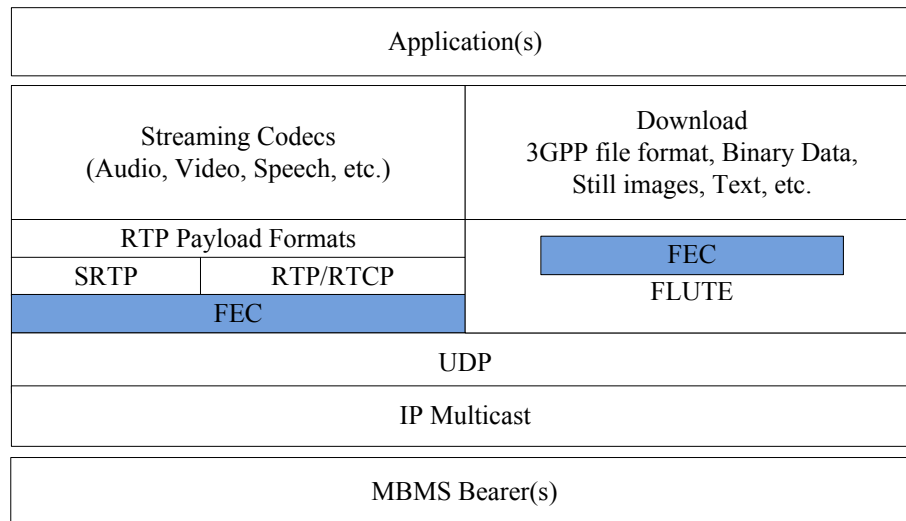 Application(s)
Streaming Codecs
(Audio, Video, Speech, etc.)
Download
3GPP file format, Binary Data,
Still images, Text, etc.
RTP Payload Formats
SRTP
RTP/RTCP
FEC
FEC
FLUTE
UDP
IP Multicast
MBMS Bearer(s)